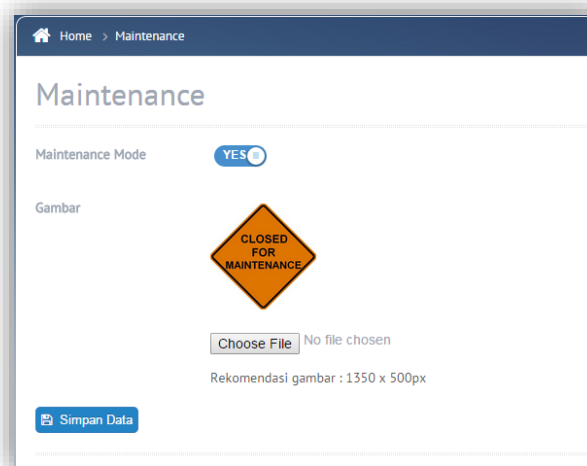 Home > Maintenance
Maintenance
Maintenance Mode YES
Gambar
CLOSED
FOR
MAINTENANCE
Choose File No file chosen
Rekomendasi gambar : 1350 x 500px
Simpan Data